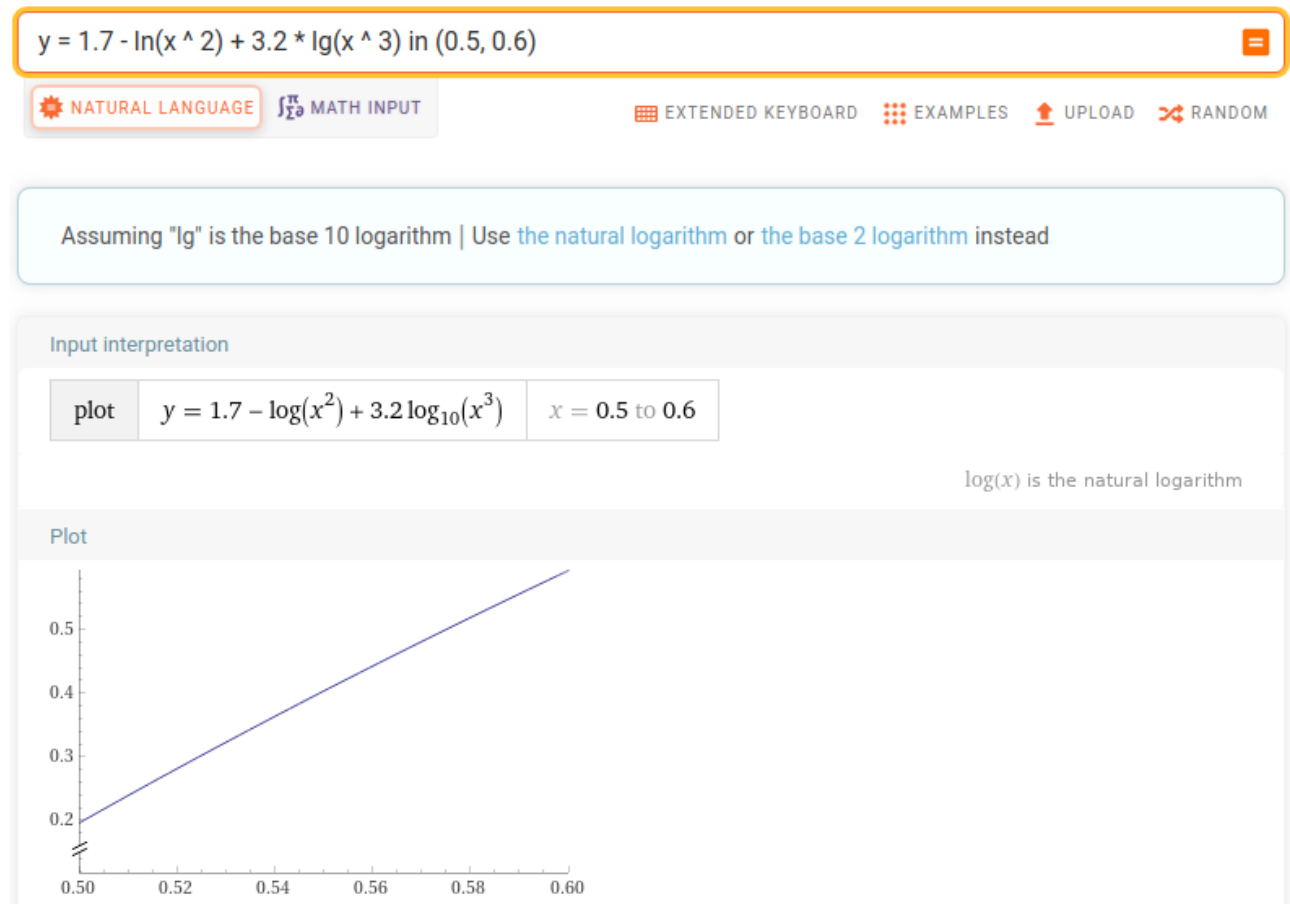 y = 1.7 - ln(x ^ 2) + 3.2 * lg(x ^ 3) in (0.5, 0.6)
NATURAL LANGUAGE ∫Σ∂π MATH INPUT EXTENDED KEYBOARD EXAMPLES UPLOAD RANDOM
Assuming "lg" is the base 10 logarithm | Use the natural logarithm or the base 2 logarithm instead
Input interpretation
plot y = 1.7 − log(x²) + 3.2 log₁₀(x³) x = 0.5 to 0.6
log(x) is the natural logarithm
Plot
0.5
0.4
0.3
0.2
0.50 0.52 0.54 0.56 0.58 0.60